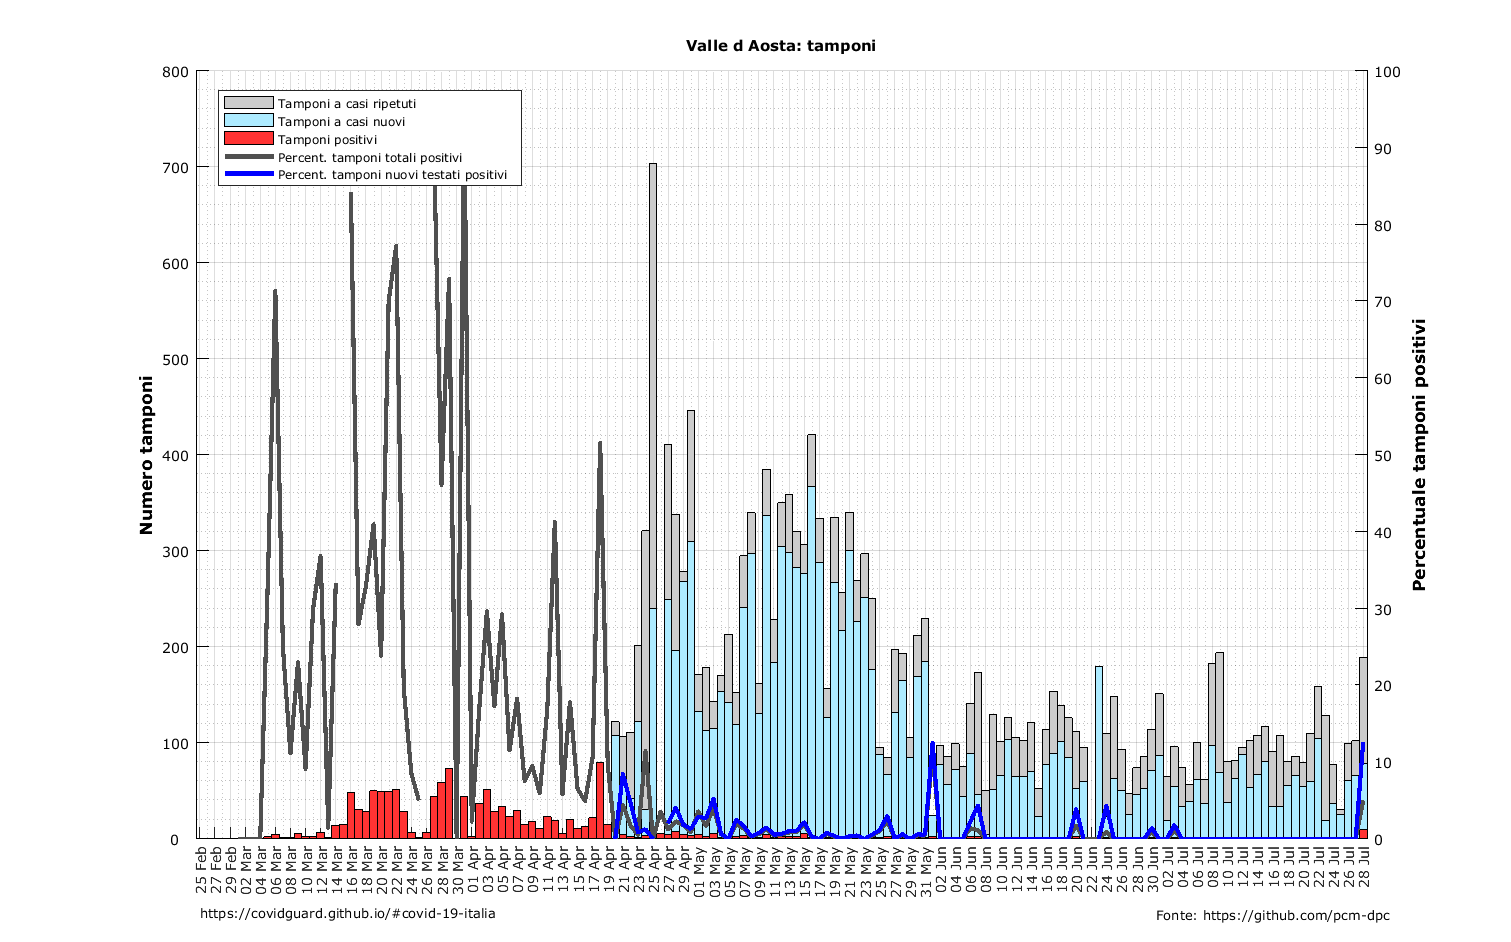 Valle d Aosta: tamponi
Tamponi a casi ripetuti
Tamponi a casi nuovi
Tamponi positivi
Percent. tamponi totali positivi
Percent. tamponi nuovi testati positivi
Numero tamponi
800
700
600
500
400
300
200
100
0
100
90
80
70
60
50
40
30
20
10
0
Percentuale tamponi positivi
25 Feb
27 Feb
29 Feb
02 Mar
04 Mar
06 Mar
08 Mar
10 Mar
12 Mar
14 Mar
16 Mar
18 Mar
20 Mar
22 Mar
24 Mar
26 Mar
28 Mar
30 Mar
01 Apr
03 Apr
05 Apr
07 Apr
09 Apr
11 Apr
13 Apr
15 Apr
17 Apr
19 Apr
21 Apr
23 Apr
25 Apr
27 Apr
29 Apr
01 May
03 May
05 May
07 May
09 May
11 May
13 May
15 May
17 May
19 May
21 May
23 May
25 May
27 May
29 May
31 May
02 Jun
04 Jun
06 Jun
08 Jun
10 Jun
12 Jun
14 Jun
16 Jun
18 Jun
20 Jun
22 Jun
24 Jun
26 Jun
28 Jun
30 Jun
02 Jul
04 Jul
06 Jul
08 Jul
10 Jul
12 Jul
14 Jul
16 Jul
18 Jul
20 Jul
22 Jul
24 Jul
26 Jul
28 Jul
https://covidguard.github.io/#covid-19-italia
Fonte: https://github.com/pcm-dpc